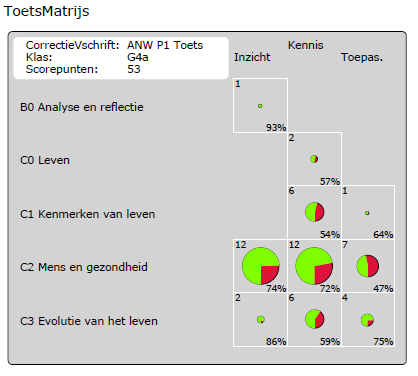 ToetsMatrijs
CorrectieVschrift: ANW P1 Toets
Klas: G4a
Scorepunten: 53
Kennis
Inzicht Toepas.
1
B0 Analyse en reflectie
93%
2
C0 Leven
57%
6 1
C1 Kenmerken van leven
54% 64%
12 12 7
C2 Mens en gezondheid
74% 72% 47%
2 6 4
C3 Evolutie van het leven
86% 59% 75%